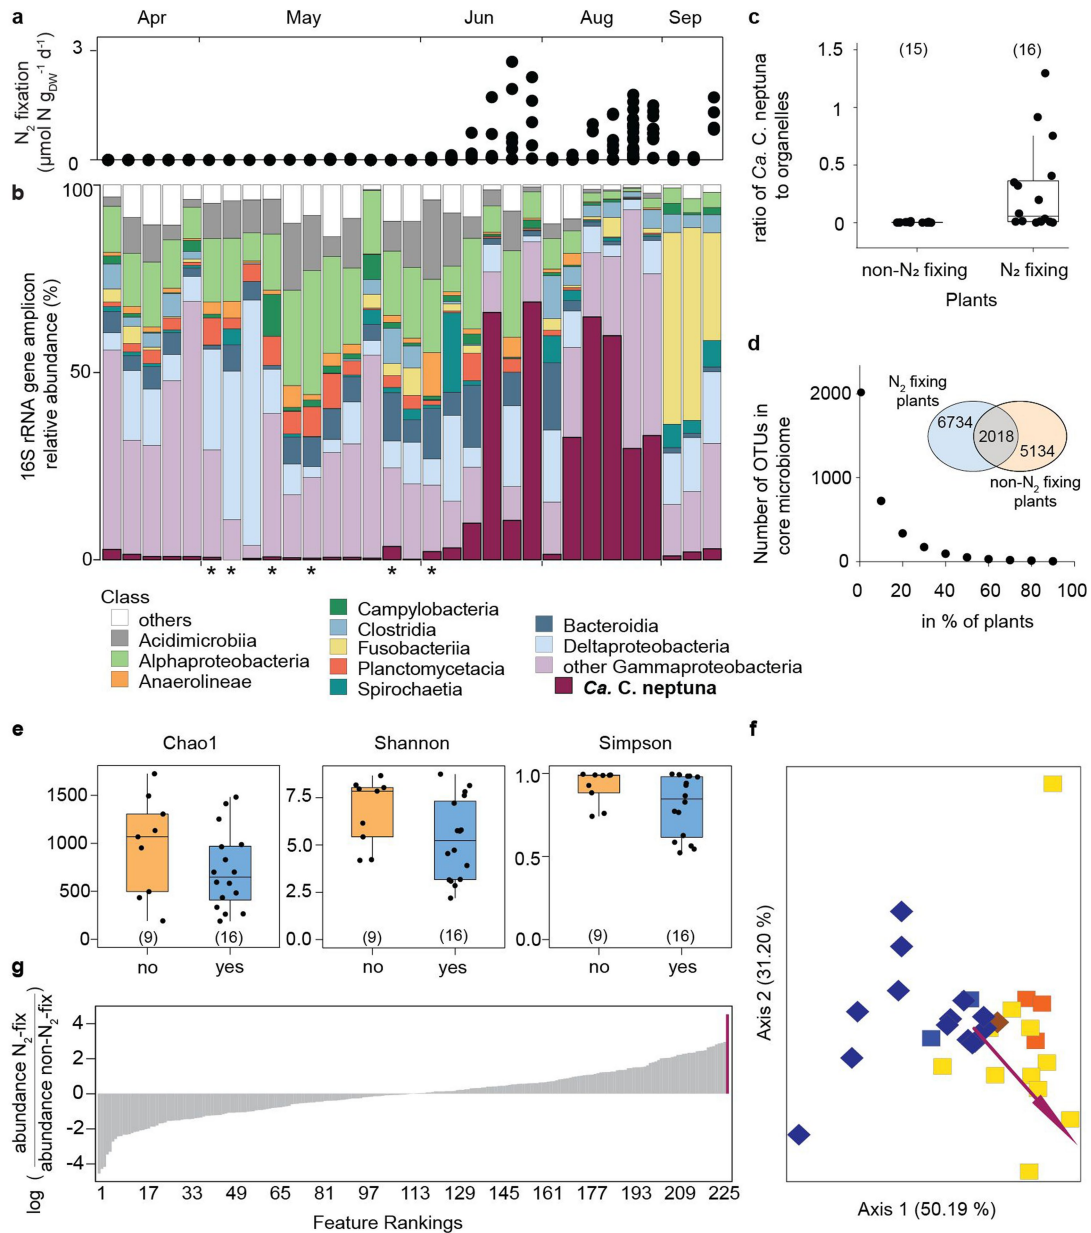 a
Apr May Jun Aug Sep
N2 fixation
(µmol N gDW-1 d-1)
3
0
b
16S rRNA gene amplicon
relative abundance (%)
100
50
0
* * * * * *
Class
others
Acidimicrobiia
Alphaproteobacteria
Anaerolineae
Campylobacteria
Clostridia
Fusobacteriia
Planctomycetacia
Spirochaetia
Bacteroidia
Deltaproteobacteria
other Gammaproteobacteria
Ca. C. neptuna
c
ratio of Ca. C. neptuna
to organelles
1.5
1
0.5
0
(15) (16)
non-N2 fixing N2 fixing
Plants
d
Number of OTUs in
core microbiome
2000
1000
0
N2 fixing
plants
6734 2018 5134
non-N2 fixing
plants
0 20 40 60 80 100
in % of plants
e
Chao1 Shannon Simpson
1500
1000
500
0
(9) (16)
no yes
7.5
5.0
2.5
0.0
(9) (16)
no yes
1.0
0.5
0.0
(9) (16)
no yes
f
Axis 2 (31.20 %)
Axis 1 (50.19 %)
g
log ( abundance N2-fix
abundance non-N2-fix )
4
2
0
-2
-4
1 17 33 49 65 81 97 113 129 145 161 177 193 209 225
Feature Rankings